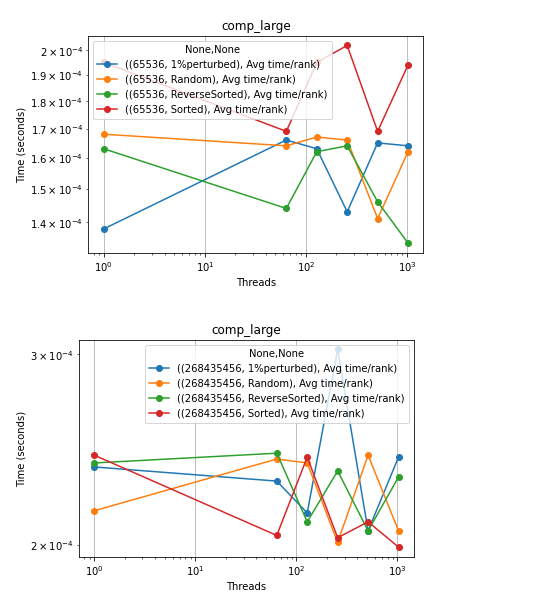 comp_large
None,None
((65536, 1%perturbed), Avg time/rank)
((65536, Random), Avg time/rank)
((65536, ReverseSorted), Avg time/rank)
((65536, Sorted), Avg time/rank)
Time (seconds)
2 × 10⁻⁴
1.9 × 10⁻⁴
1.8 × 10⁻⁴
1.7 × 10⁻⁴
1.6 × 10⁻⁴
1.5 × 10⁻⁴
1.4 × 10⁻⁴
10⁰ 10¹ 10² 10³
Threads
comp_large
None,None
((268435456, 1%perturbed), Avg time/rank)
((268435456, Random), Avg time/rank)
((268435456, ReverseSorted), Avg time/rank)
((268435456, Sorted), Avg time/rank)
Time (seconds)
3 × 10⁻⁴
2 × 10⁻⁴
10⁰ 10¹ 10² 10³
Threads